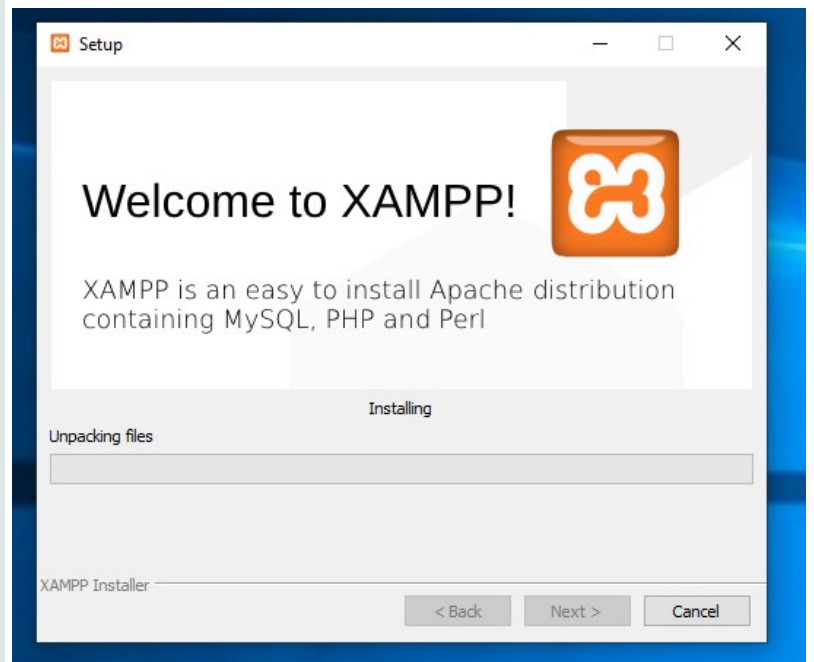 Setup
Welcome to XAMPP!
XAMPP is an easy to install Apache distribution
containing MySQL, PHP and Perl
Installing
Unpacking files
XAMPP Installer
< Back
Next >
Cancel